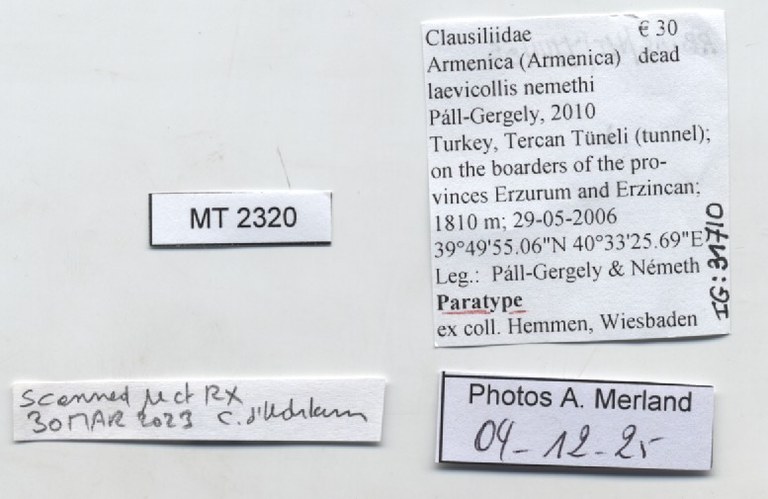 Clausiliidae € 30
Armenica (Armenica) dead
laevicollis nemethi
Páll-Gergely, 2010
Turkey, Tercan Tüneli (tunnel);
on the boarders of the pro-
vinces Erzurum and Erzincan;
1810 m; 29-05-2006
39°49'55.06"N 40°33'25.69"E
Leg.: Páll-Gergely & Németh
Paratype
ex coll. Hemmen, Wiesbaden
IG: 31710
MT 2320
Scanned µct RX
30 MAR 2023 C.
Photos A. Merland
04-12-25